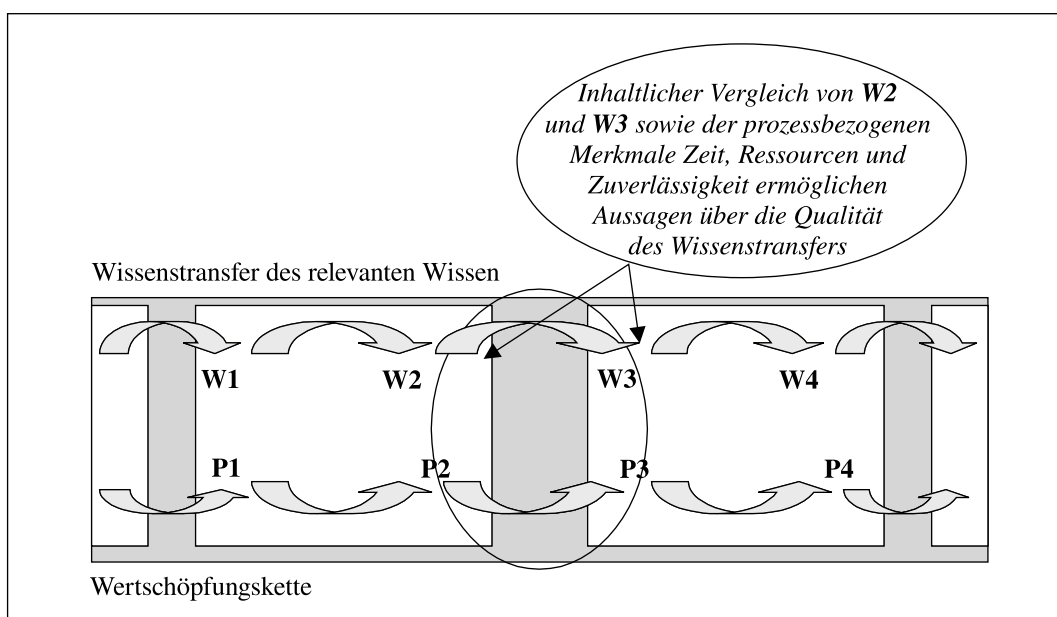 Inhaltlicher Vergleich von W2
und W3 sowie der prozessbezogenen
Merkmale Zeit, Ressourcen und
Zuverlässigkeit ermöglichen
Aussagen über die Qualität
des Wissenstransfers
Wissenstransfer des relevanten Wissen
W1 W2 W3 W4
P1 P2 P3 P4
Wertschöpfungskette